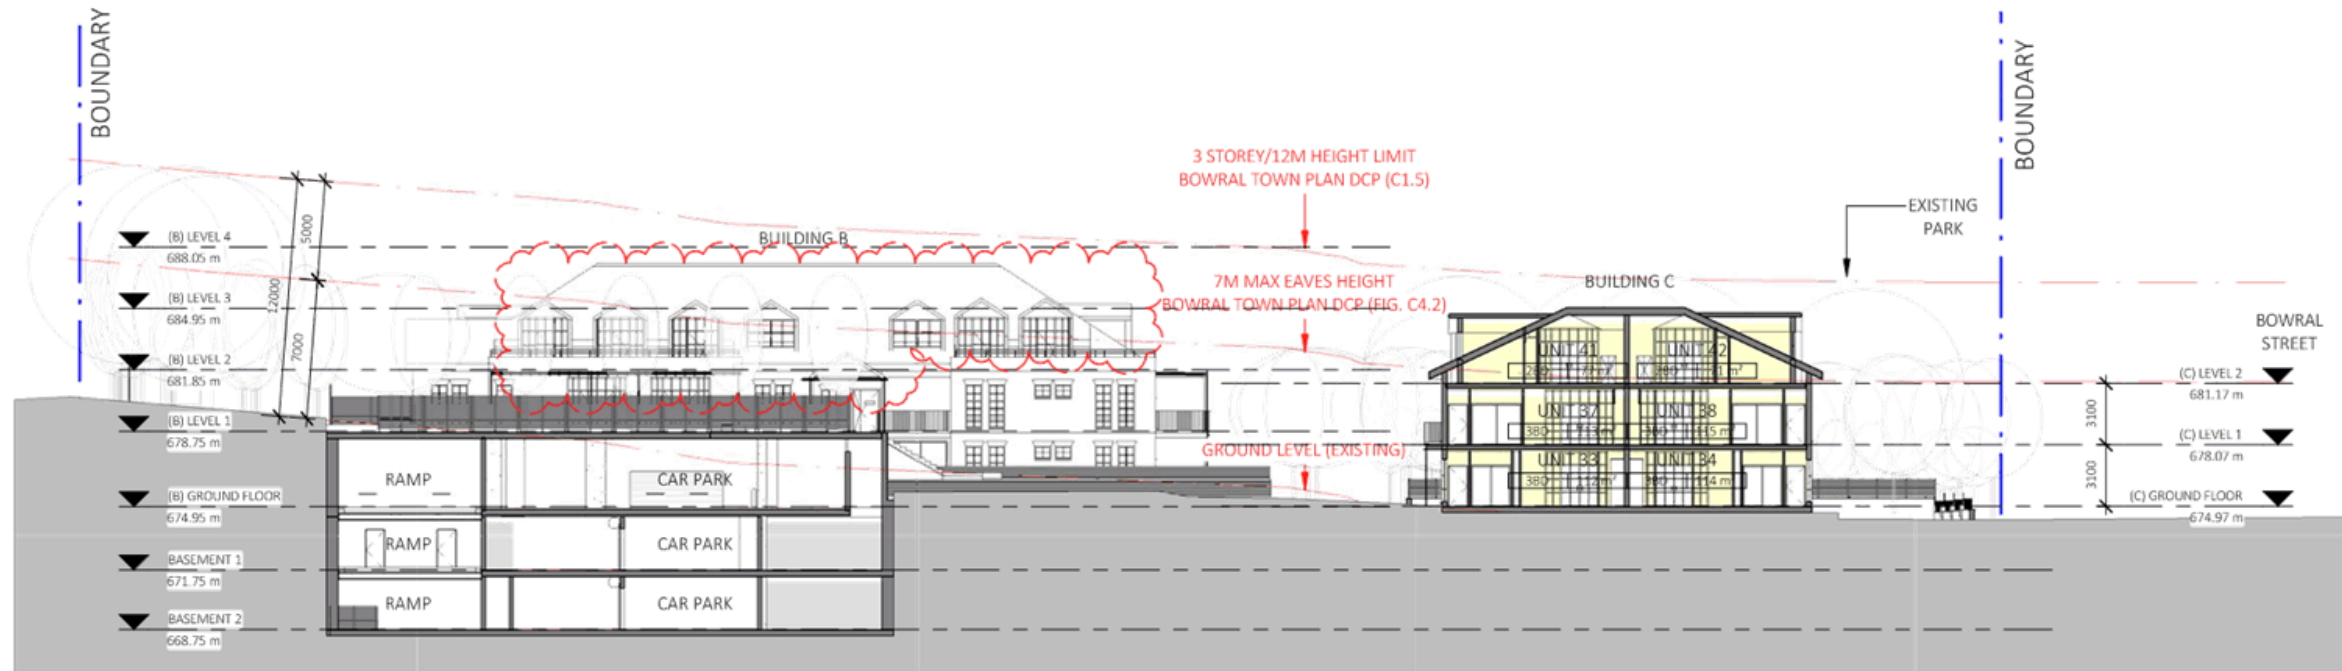 BOUNDARY
BOUNDARY
3 STOREY/12M HEIGHT LIMIT
BOWRAL TOWN PLAN DCP (C1.5)
EXISTING
PARK
BUILDING B
7M MAX EAVES HEIGHT
BOWRAL TOWN PLAN DCP (FIG. C4.2)
BUILDING C
BOWRAL
STREET
(B) LEVEL 4
688.05 m
(B) LEVEL 3
684.95 m
(B) LEVEL 2
681.85 m
(B) LEVEL 1
678.75 m
(B) GROUND FLOOR
674.95 m
BASEMENT 1
671.75 m
BASEMENT 2
668.75 m
5000
12000
7000
RAMP
CAR PARK
RAMP
CAR PARK
RAMP
CAR PARK
GROUND LEVEL (EXISTING)
UNIT 41
UNIT 42
UNIT 37
UNIT 38
3BD
UNIT 33
UNIT 34
3BD
114 m²
(C) LEVEL 2
681.17 m
3100
(C) LEVEL 1
678.07 m
3100
(C) GROUND FLOOR
674.97 m